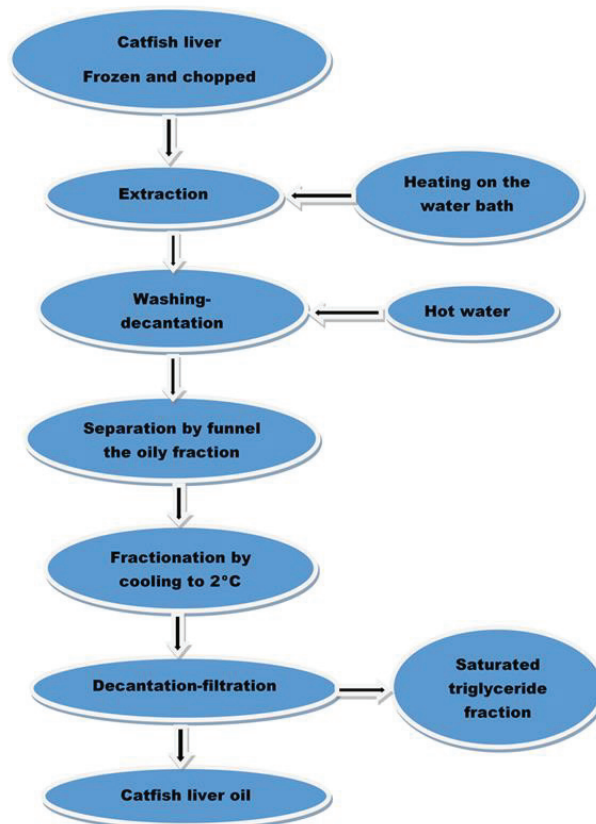 Catfish liver
Frozen and chopped
Extraction
Heating on the
water bath
Washing-
decantation
Hot water
Separation by funnel
the oily fraction
Fractionation by
cooling to 2°C
Decantation-filtration
Saturated
triglyceride
fraction
Catfish liver oil